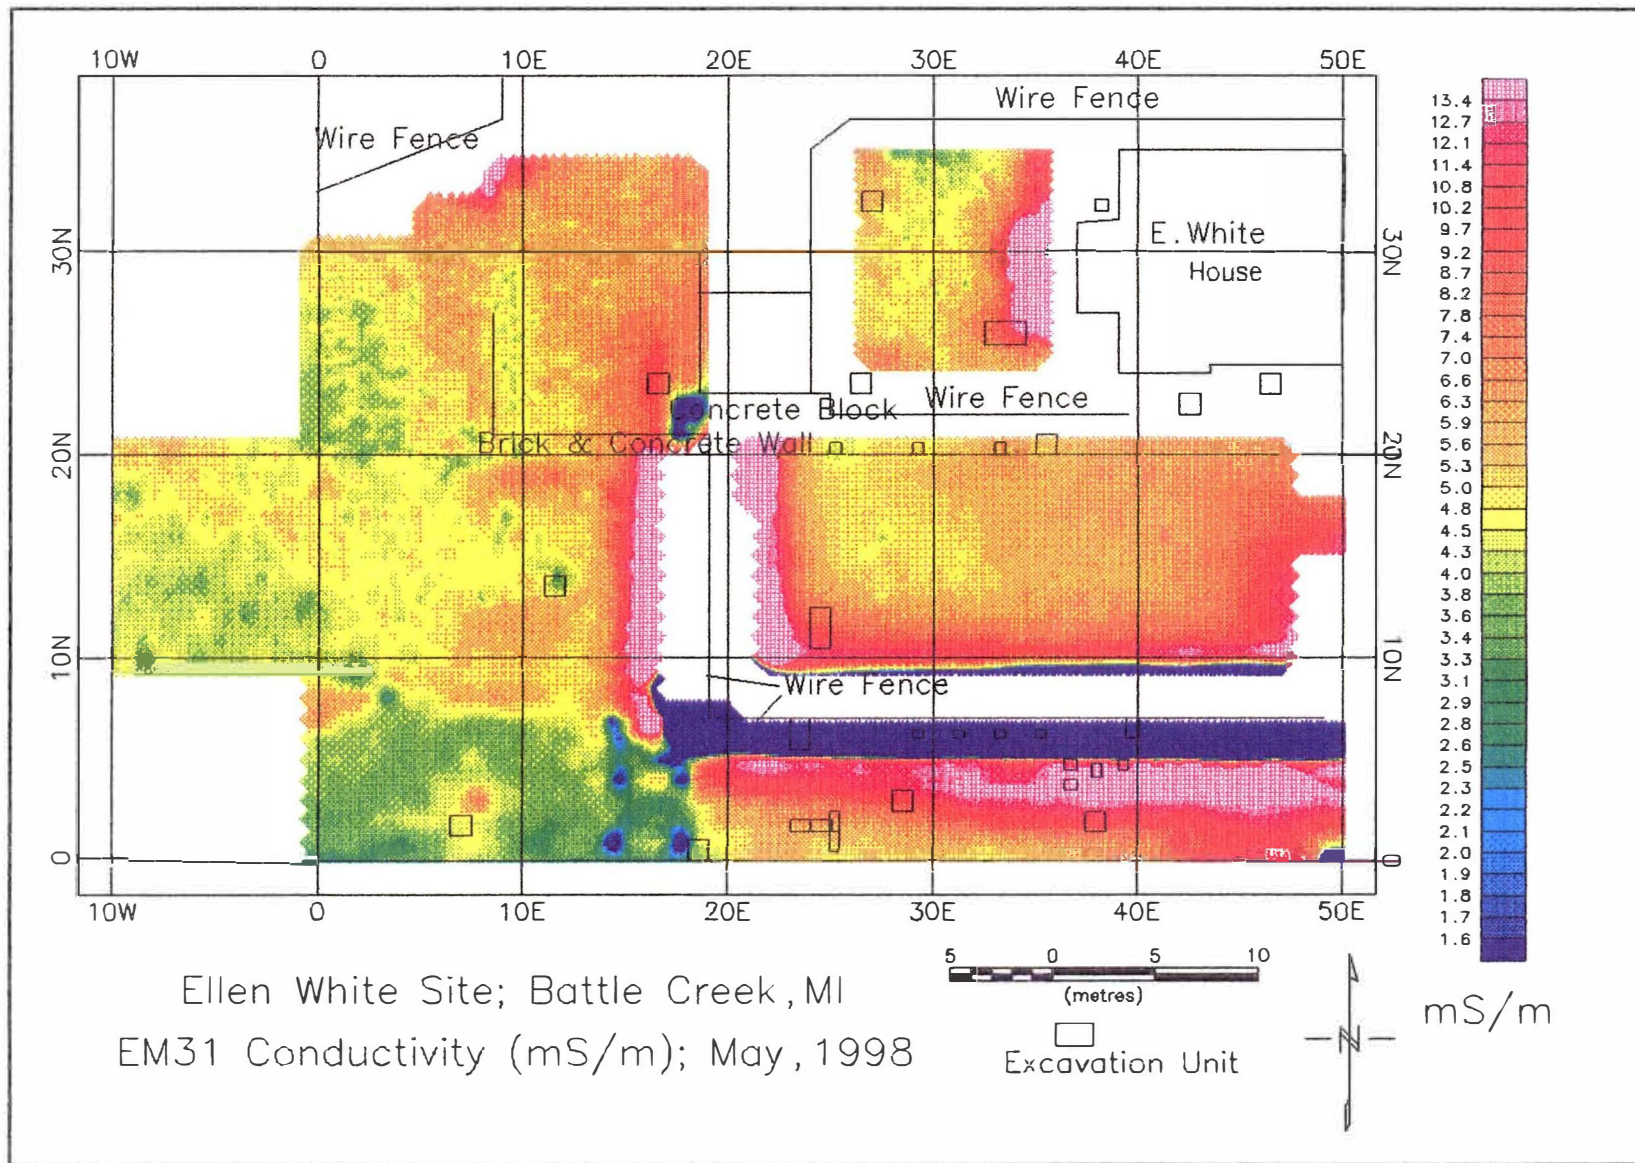 10W 0 10E 20E 30E 40E 50E
Wire Fence
Wire Fence
E. White
House
30N
30N
Wire Fence
Concrete Block
Brick & Concrete Wall
20N
20N
10N
10N
Wire Fence
0
0
10W 0 10E 20E 30E 40E 50E
13.4
12.7
12.1
11.4
10.8
10.2
9.7
9.2
8.7
8.2
7.8
7.4
7.0
6.6
6.3
5.9
5.6
5.3
5.0
4.8
4.5
4.3
4.0
3.8
3.6
3.4
3.3
3.1
2.9
2.8
2.6
2.5
2.3
2.2
2.1
2.0
1.9
1.8
1.7
1.6
mS/m
5 0 5 10
(metres)
Excavation Unit
N
Ellen White Site; Battle Creek, MI
EM31 Conductivity (mS/m); May, 1998